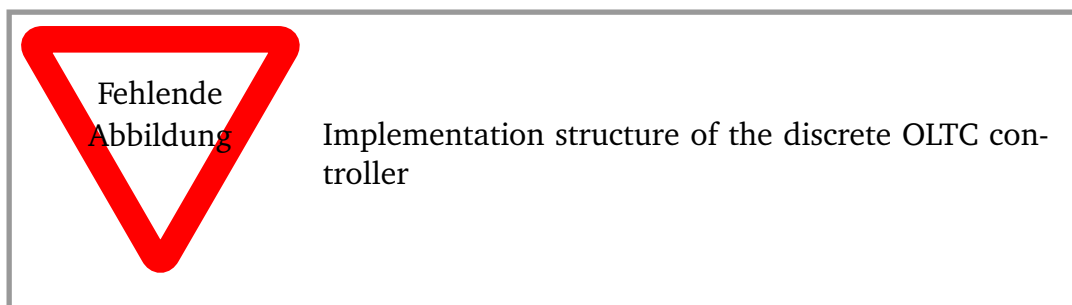 Fehlende
Abbildung
Implementation structure of the discrete OLTC con-
troller